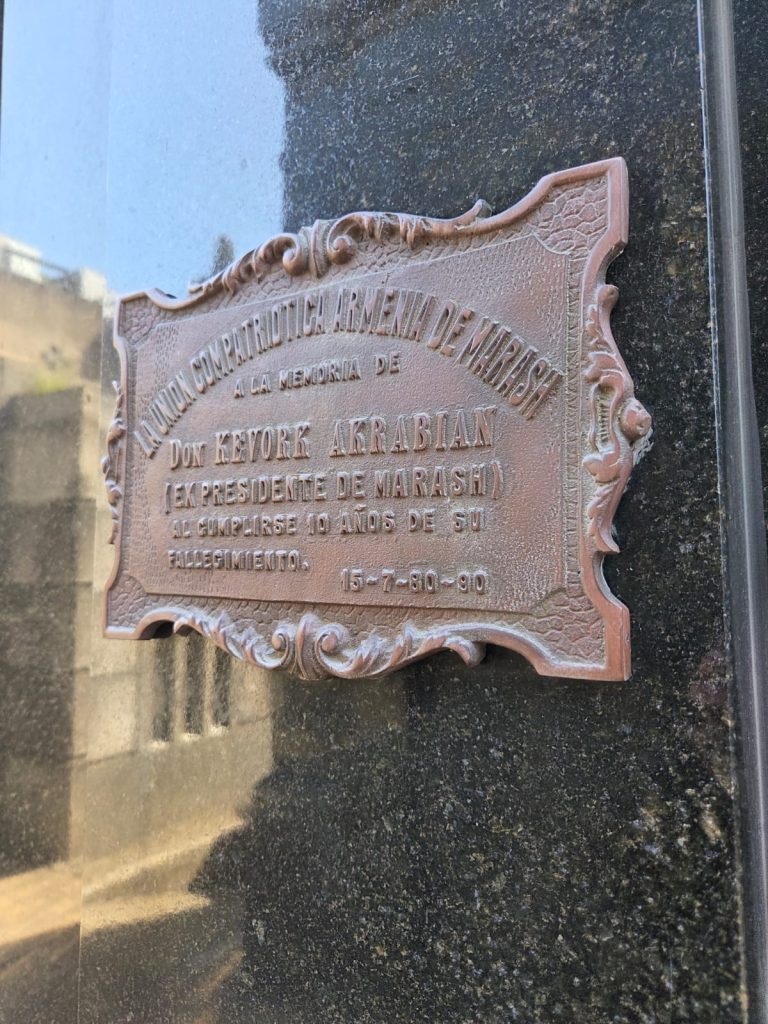 LA UNION COMPATRIOTICA ARMENIA DE MARASH
A LA MEMORIA DE
DON KEVORK AKRABIAN
(EX PRESIDENTE DE MARASH)
AL CUMPLIRSE 10 AÑOS DE SU
FALLECIMIENTO.
15-7-80-90